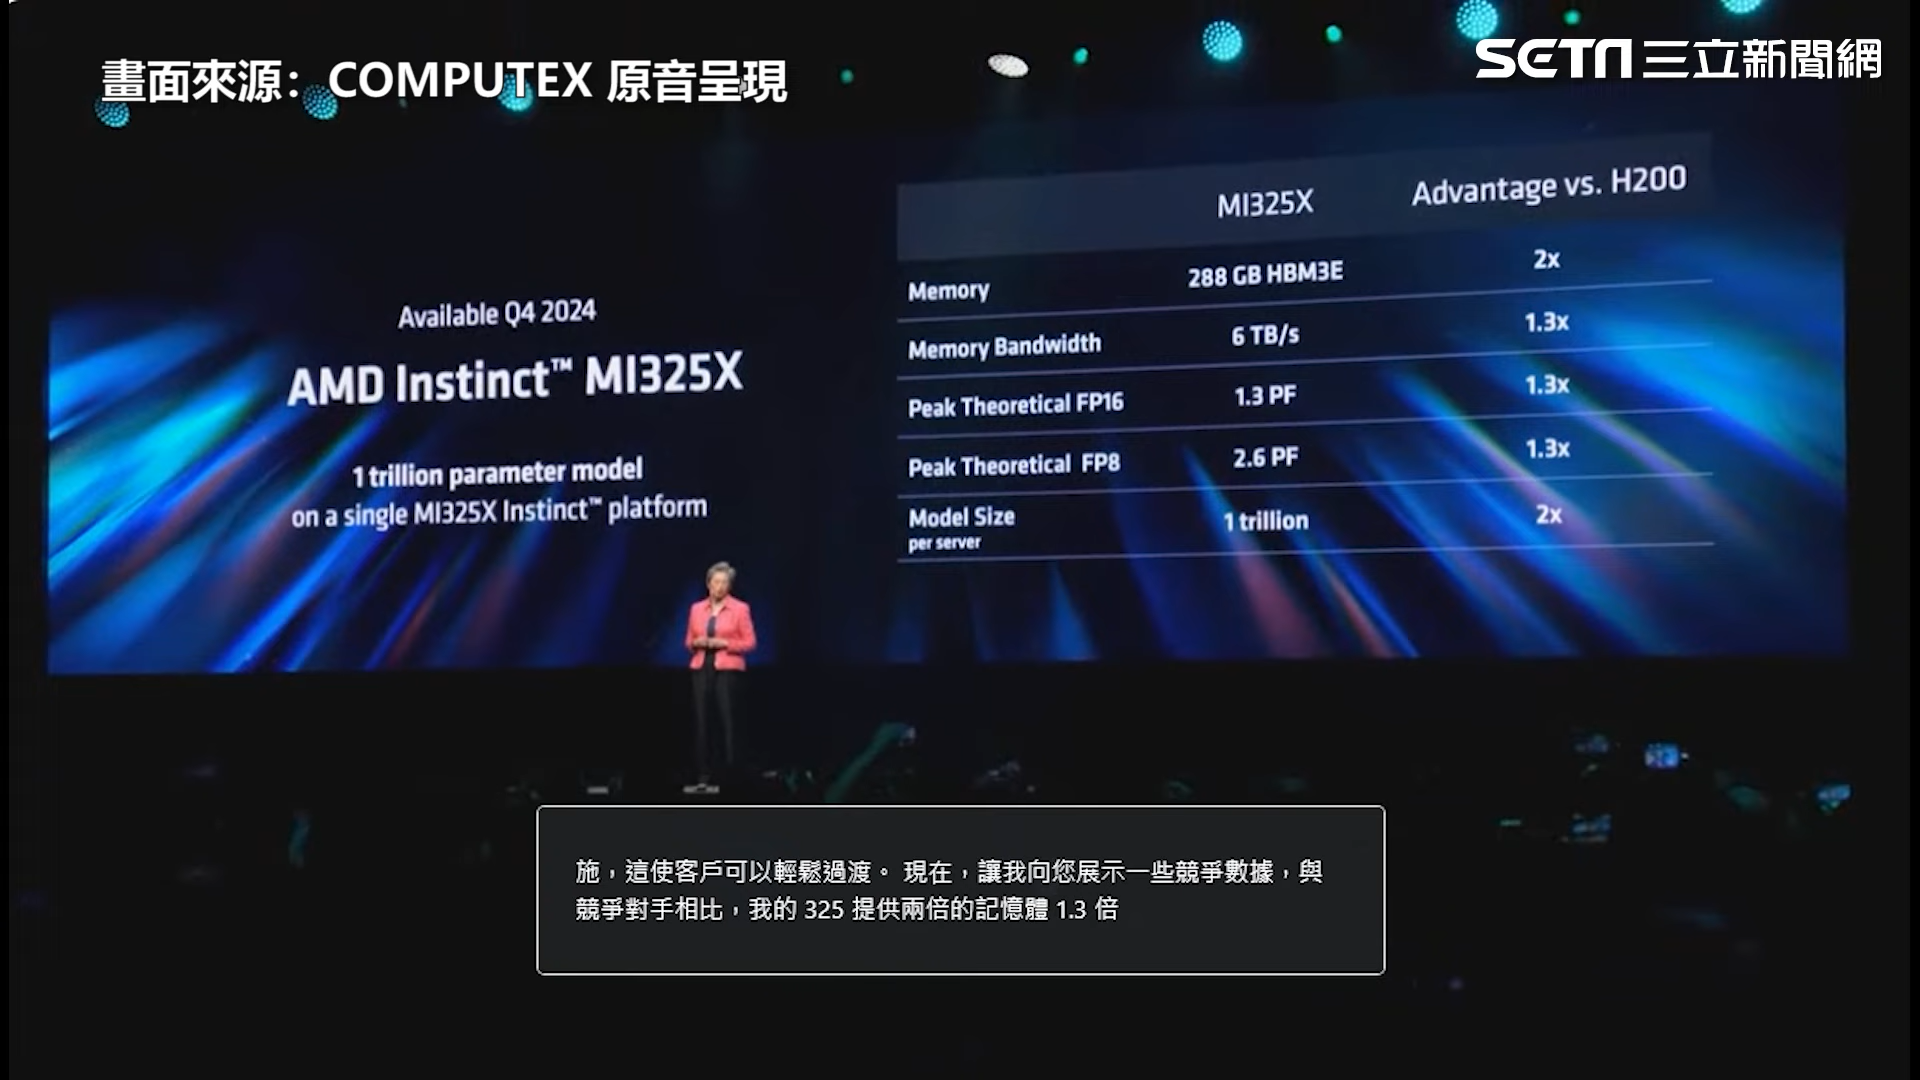 畫面來源：COMPUTEX 原音呈現
SETN三立新聞網
Available Q4 2024
AMD Instinct™ MI325X
1 trillion parameter model
on a single MI325X Instinct™ platform
MI325X Advantage vs. H200
Memory 288 GB HBM3E 2x
Memory Bandwidth 6 TB/s 1.3x
Peak Theoretical FP16 1.3 PF 1.3x
Peak Theoretical FP8 2.6 PF 1.3x
Model Size 1 trillion 2x
per server
施，這使客戶可以輕鬆過渡。 現在，讓我向您展示一些競爭數據，與
競爭對手相比，我的 325 提供兩倍的記憶體 1.3 倍